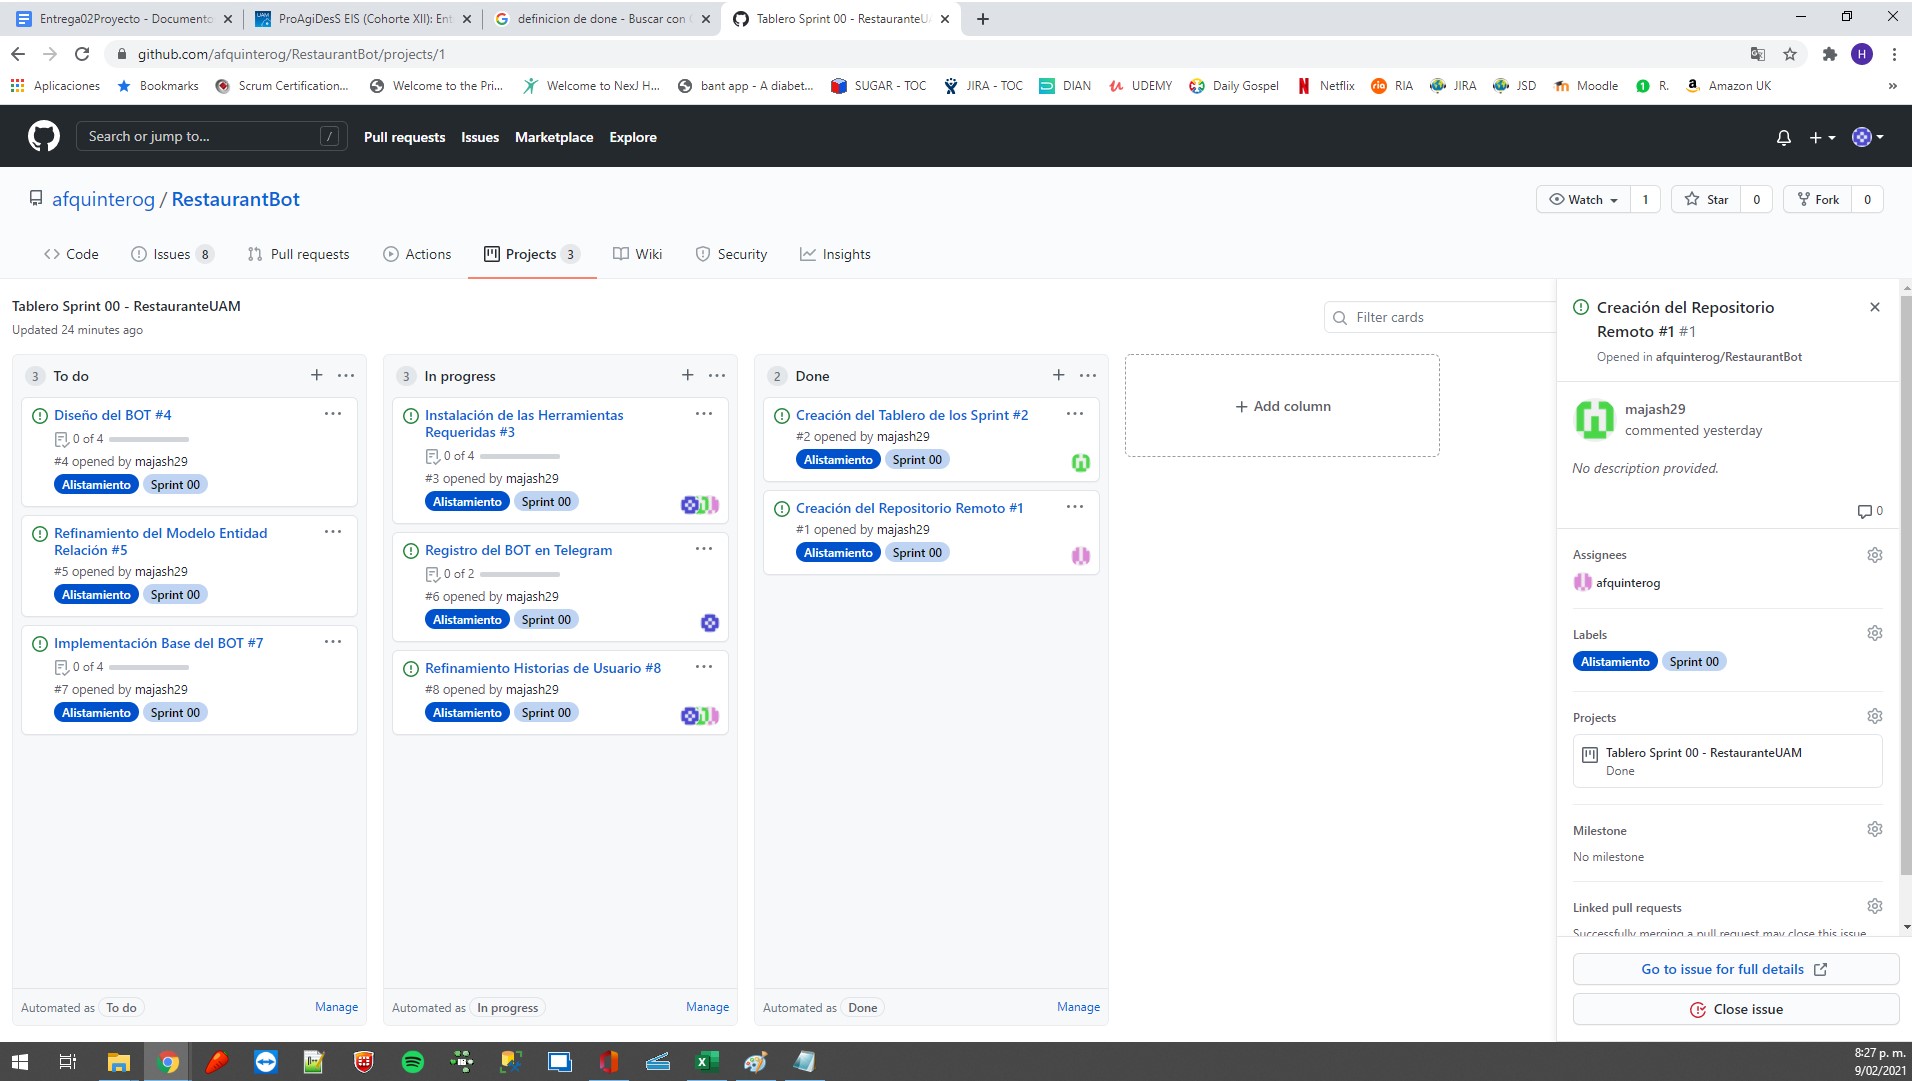 Entrega02Proyecto - Documento
ProAgiDesS EIS (Cohorte XII): Ent
definicion de done - Buscar con G
Tablero Sprint 00 - RestauranteU
github.com/afquinterog/RestaurantBot/projects/1
H
Aplicaciones
Bookmarks
Scrum Certification...
Welcome to the Pri...
Welcome to NexJ H...
bant app - A diabet...
SUGAR - TOC
JIRA - TOC
DIAN
UDEMY
Daily Gospel
Netflix
RIA
JIRA
JSD
Moodle
R.
Amazon UK
»
Search or jump to...
/
Pull requests
Issues
Marketplace
Explore
afquinterog / RestaurantBot
Watch 1
Star 0
Fork 0
Code
Issues 8
Pull requests
Actions
Projects 3
Wiki
Security
Insights
Tablero Sprint 00 - RestauranteUAM
Updated 24 minutes ago
Filter cards
3 To do
Diseño del BOT #4
0 of 4
#4 opened by majash29
Alistamiento Sprint 00
Refinamiento del Modelo Entidad
Relación #5
#5 opened by majash29
Alistamiento Sprint 00
Implementación Base del BOT #7
0 of 4
#7 opened by majash29
Alistamiento Sprint 00
Automated as To do
Manage
3 In progress
Instalación de las Herramientas
Requeridas #3
0 of 4
#3 opened by majash29
Alistamiento Sprint 00
Registro del BOT en Telegram
0 of 2
#6 opened by majash29
Alistamiento Sprint 00
Refinamiento Historias de Usuario #8
#8 opened by majash29
Alistamiento Sprint 00
Automated as In progress
Manage
2 Done
Creación del Tablero de los Sprint #2
#2 opened by majash29
Alistamiento Sprint 00
Creación del Repositorio Remoto #1
#1 opened by majash29
Alistamiento Sprint 00
Automated as Done
Manage
+ Add column
Creación del Repositorio
Remoto #1 #1
Opened in afquinterog/RestaurantBot
majash29
commented yesterday
No description provided.
0
Assignees
afquinterog
Labels
Alistamiento Sprint 00
Projects
Tablero Sprint 00 - RestauranteUAM
Done
Milestone
No milestone
Linked pull requests
Successfully merging a pull request may close this issue.
Go to issue for full details
Close issue
8:27 p. m.
9/02/2021